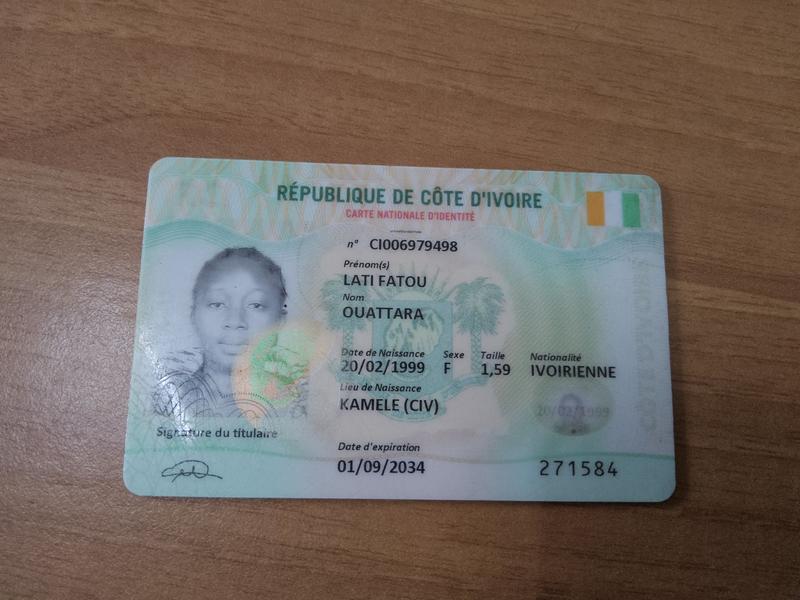 RÉPUBLIQUE DE CÔTE D'IVOIRE
CARTE NATIONALE D'IDENTITÉ
n° CI006979498
Prénom(s)
LATI FATOU
Nom
OUATTARA
Date de Naissance Sexe Taille Nationalité
20/02/1999 F 1,59 IVOIRIENNE
Lieu de Naissance
KAMELE (CIV)
20/02/1999
Signature du titulaire
Date d'expiration
01/09/2034
271584